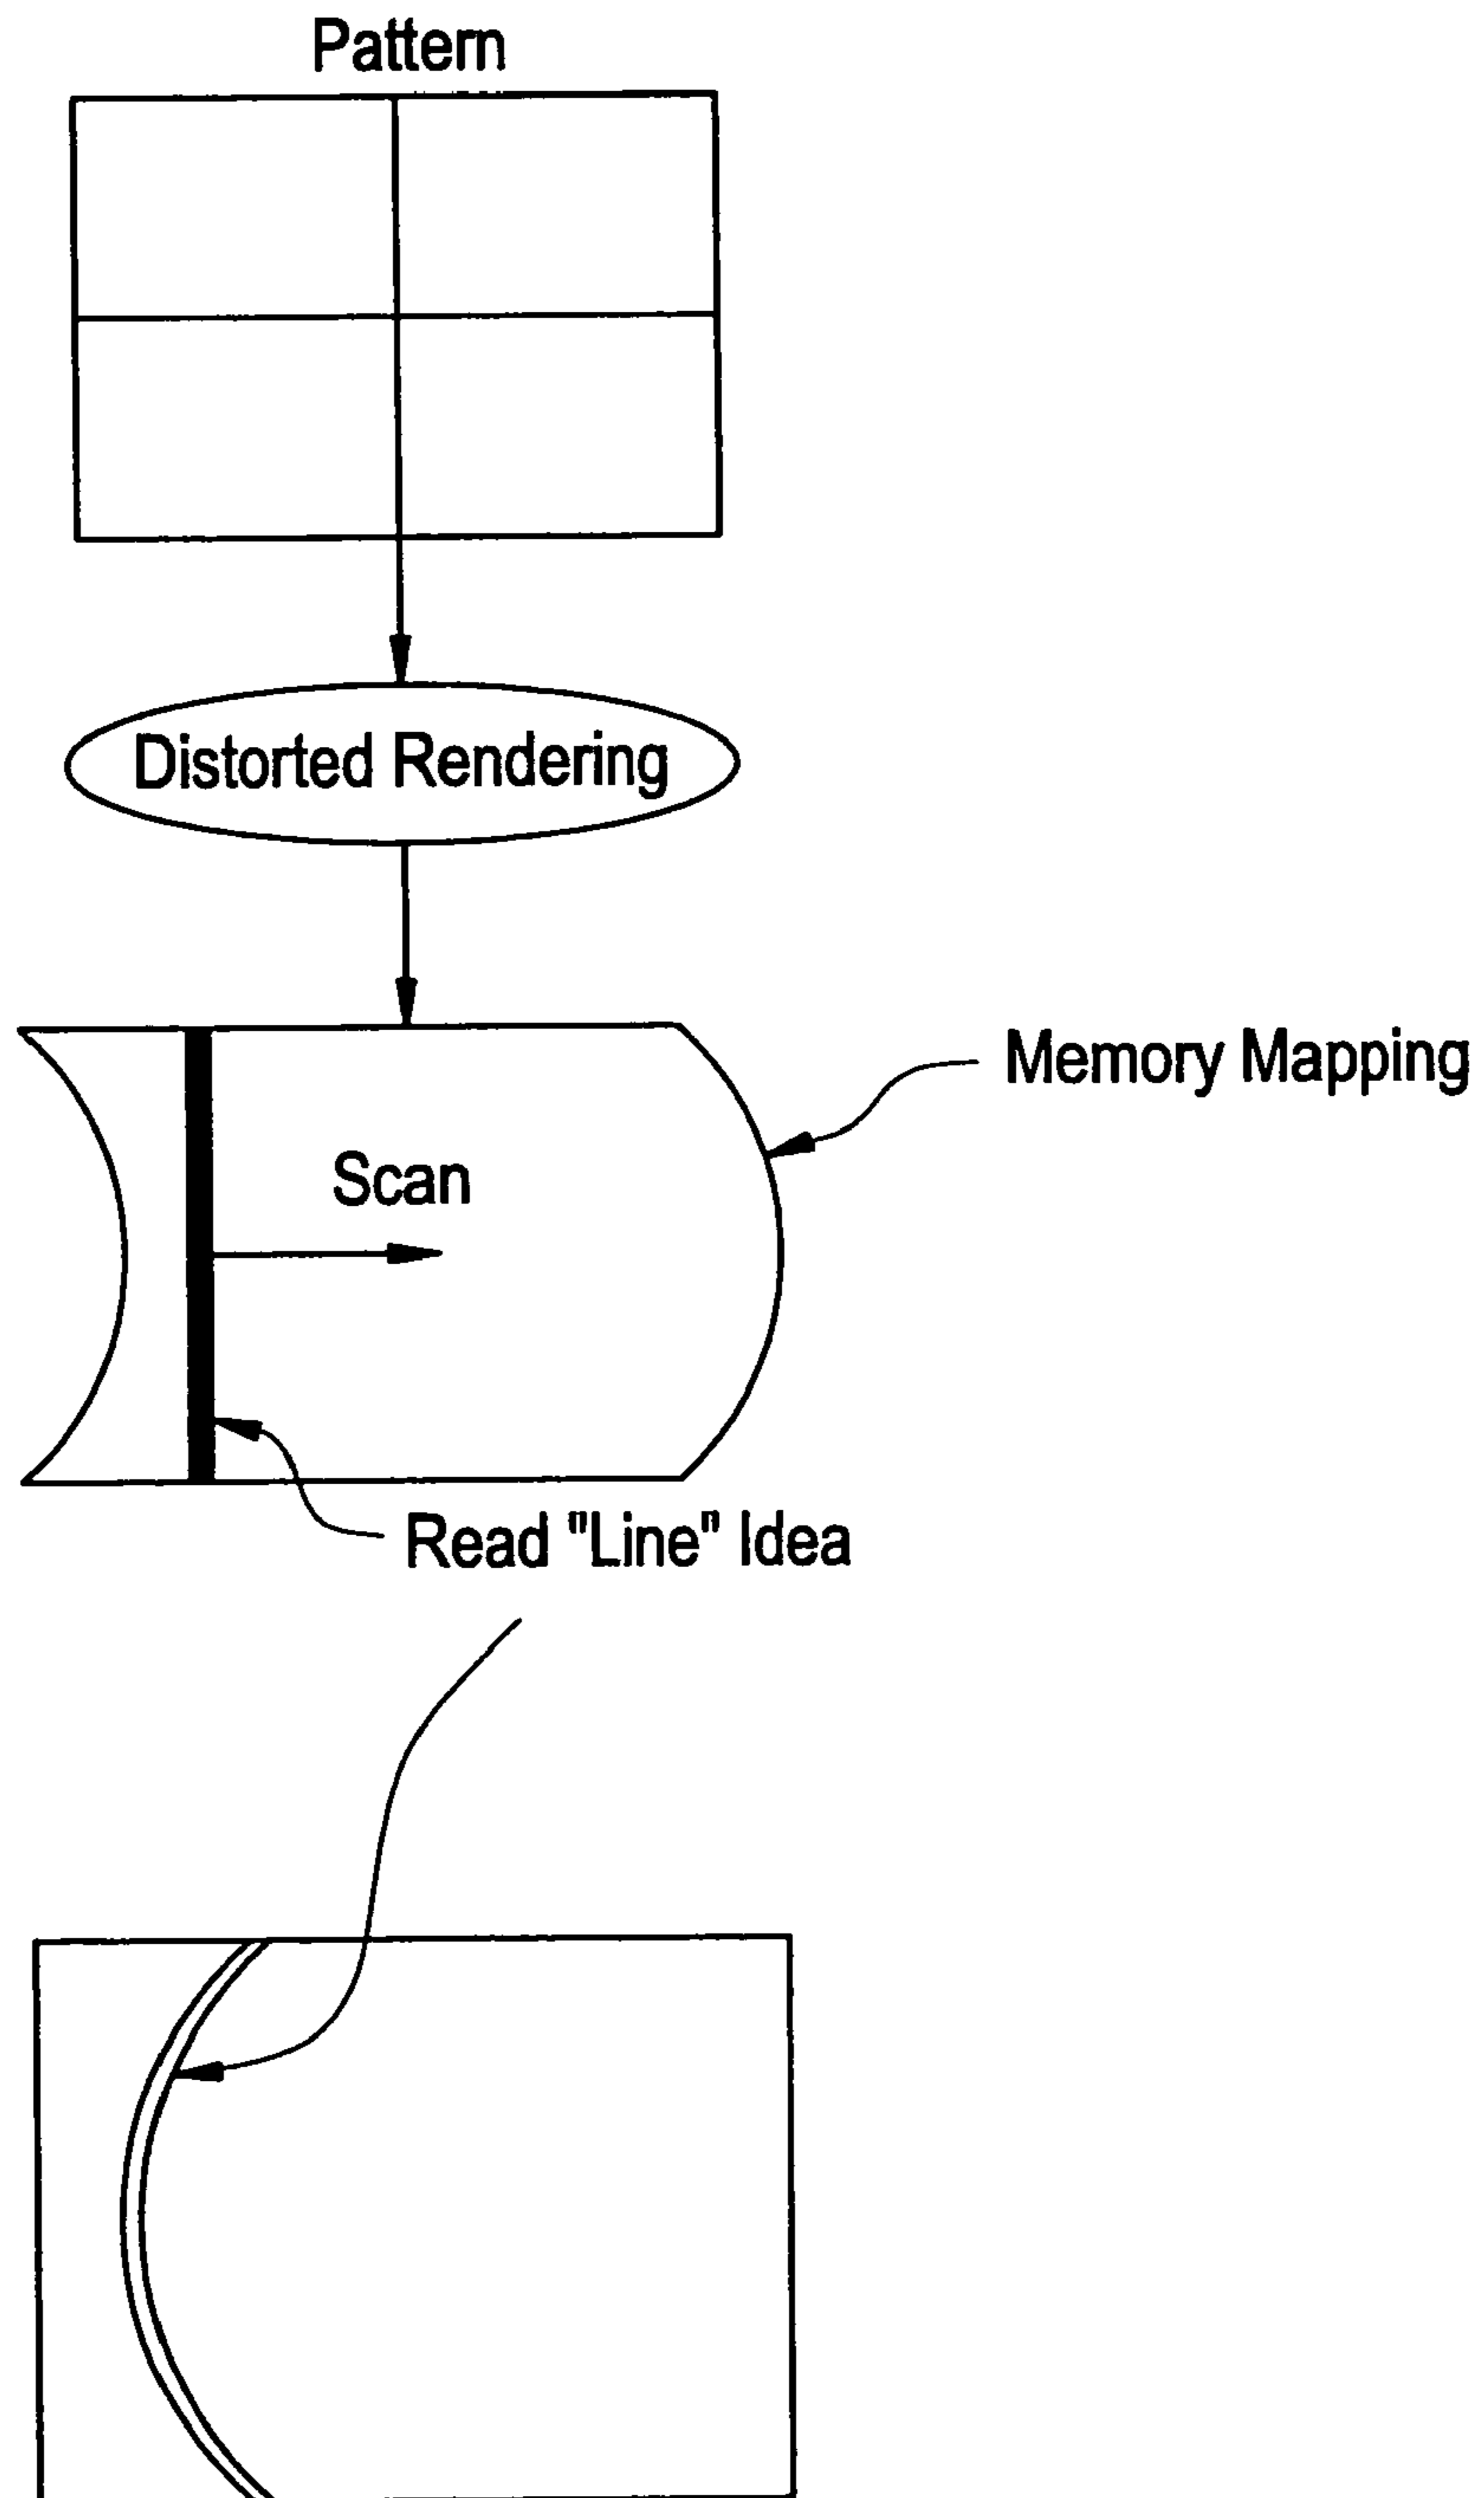 Pattern
Distorted Rendering
Memory Mapping
Scan
Read "Line" Idea